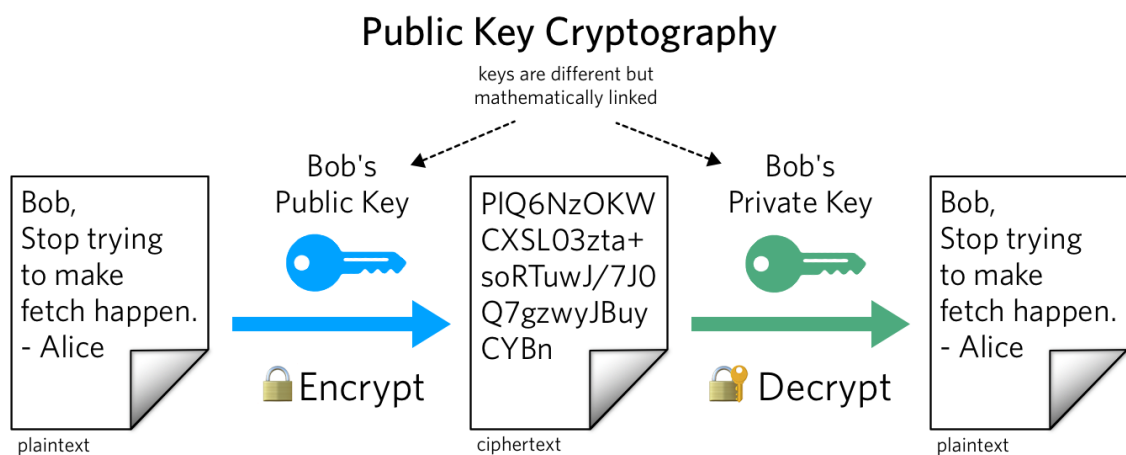 Public Key Cryptography
keys are different but
mathematically linked
Bob,
Stop trying
to make
fetch happen.
- Alice
plaintext
Bob's
Public Key
Encrypt
PlQ6NzOKW
CXSL03zta+
soRTuwJ/7J0
Q7gzwyJBuy
CYBn
ciphertext
Bob's
Private Key
Decrypt
Bob,
Stop trying
to make
fetch happen.
- Alice
plaintext